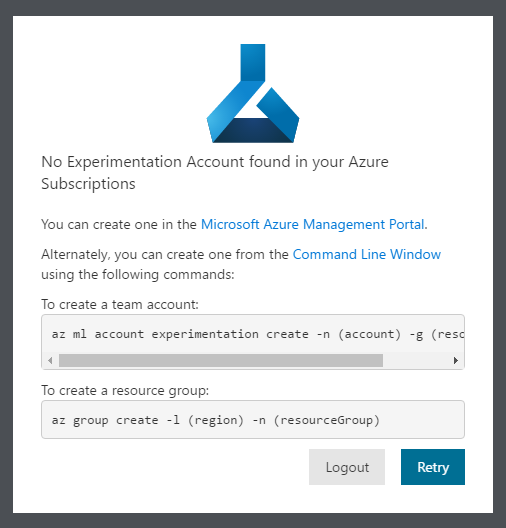 No Experimentation Account found in your Azure
Subscriptions
You can create one in the Microsoft Azure Management Portal.
Alternately, you can create one from the Command Line Window
using the following commands:
To create a team account:
az ml account experimentation create -n (account) -g (resc
To create a resource group:
az group create -l (region) -n (resourceGroup)
Logout Retry